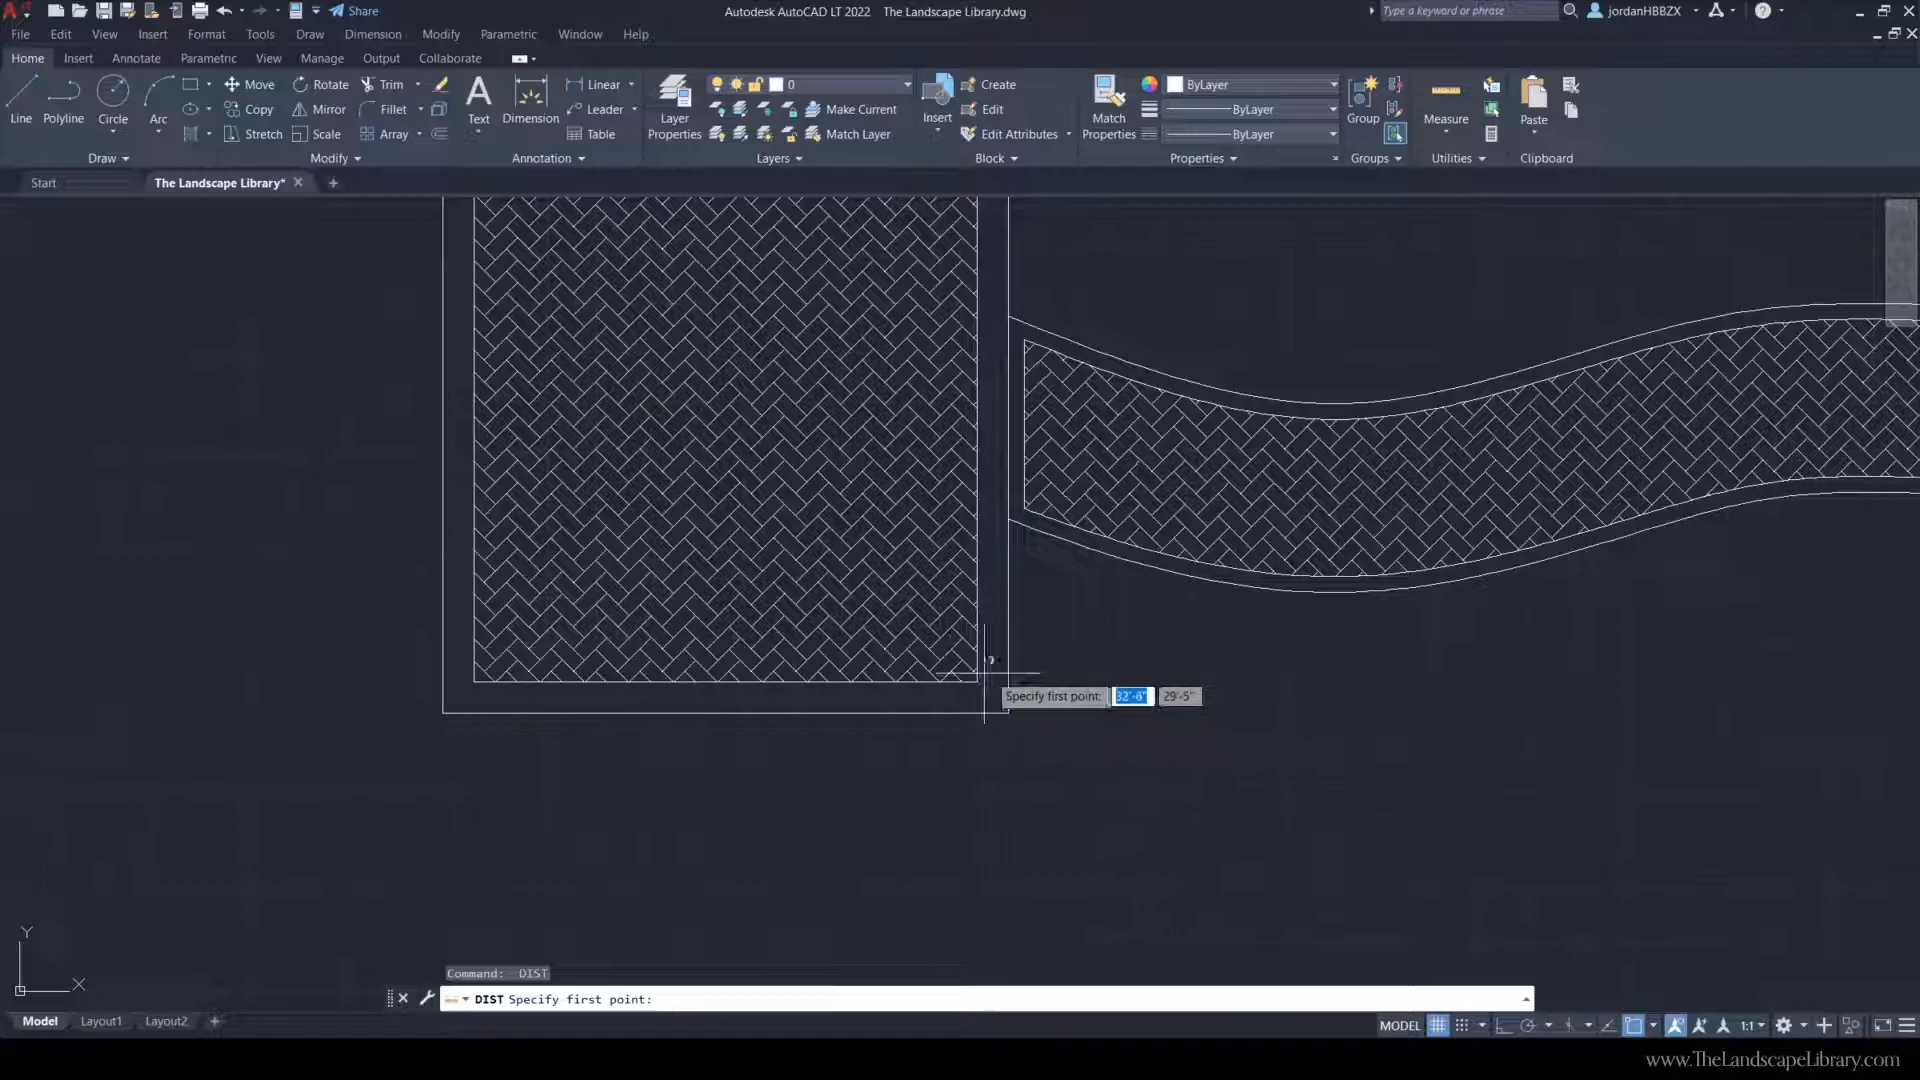 Share
Autodesk AutoCAD LT 2022 The Landscape Library.dwg
Type a keyword or phrase
jordanHBBZX
File Edit View Insert Format Tools Draw Dimension Modify Parametric Window Help
Home Insert Annotate Parametric View Manage Output Collaborate
Line
Polyline
Circle
Arc
Move Rotate Trim
Copy Mirror Fillet
Stretch Scale Array
Text
Dimension
Linear
Leader
Table
Layer
Properties
0
Make Current
Match Layer
Insert
Create
Edit
Edit Attributes
Match
Properties
ByLayer
ByLayer
ByLayer
Group
Measure
Paste
Draw Modify Annotation Layers Block Properties Groups Utilities Clipboard
Start The Landscape Library*
Specify first point: 32'-8" 29'-5"
Y
X
Command: DIST
DIST Specify first point:
Model Layout1 Layout2
MODEL 1:1
www.TheLandscapeLibrary.com